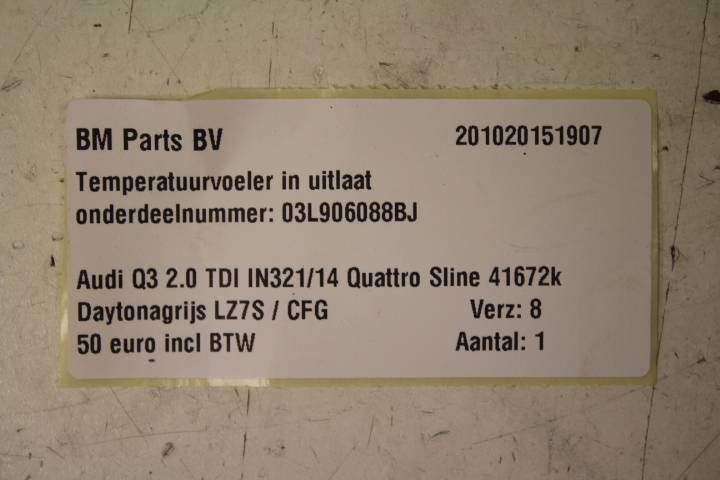 BM Parts BV 201020151907
Temperatuurvoeler in uitlaat
onderdeelnummer: 03L906088BJ
Audi Q3 2.0 TDI IN321/14 Quattro Sline 41672k
Daytonagrijs LZ7S / CFG Verz: 8
50 euro incl BTW Aantal: 1